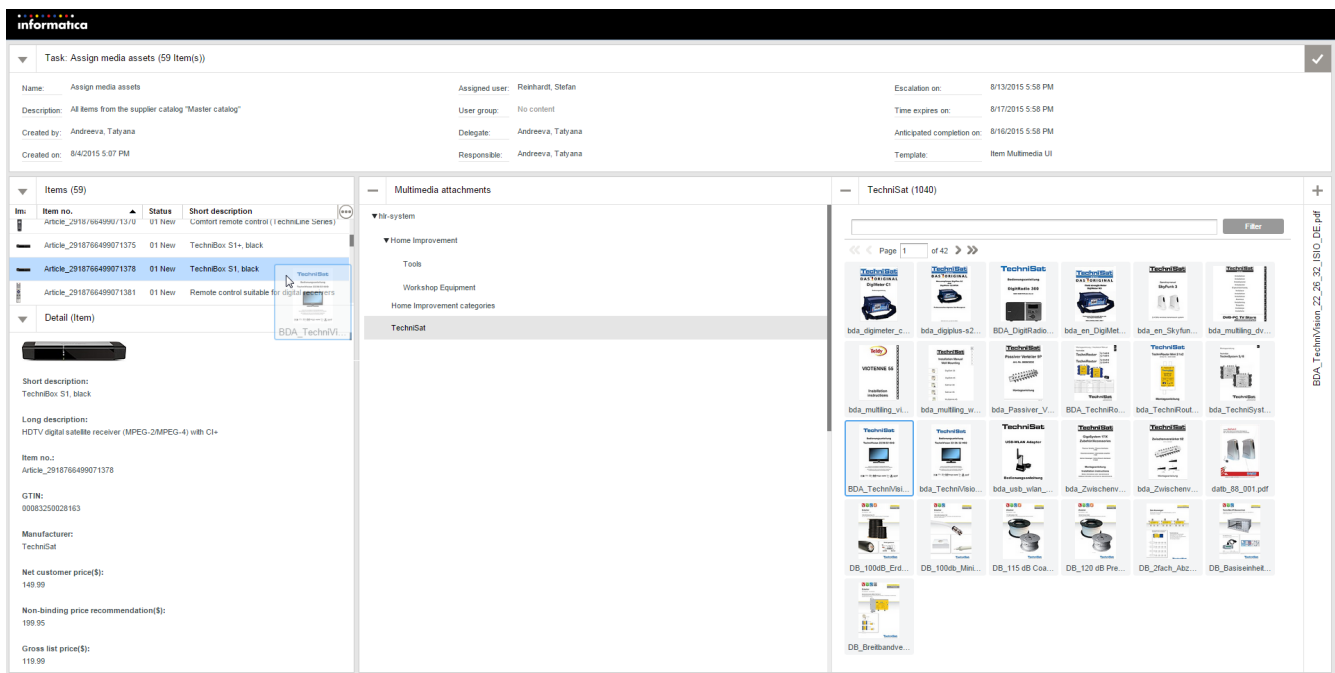 informatica
Task: Assign media assets (59 Item(s))
Name: Assign media assets
Assigned user: Reinhardt, Stefan
Escalation on: 8/13/2015 5:58 PM
Description: All items from the supplier catalog "Master catalog"
User group: No content
Time expires on: 8/17/2015 5:58 PM
Created by: Andreeva, Tatyana
Delegate: Andreeva, Tatyana
Anticipated completion on: 8/16/2015 5:58 PM
Created on: 8/4/2015 5:07 PM
Responsible: Andreeva, Tatyana
Template: Item Multimedia UI
Items (59)
Item no. Status Short description
Article_2918766499071370 01 New Comfort remote control (TechniLine Series)
Article_2918766499071375 01 New TechniBox S1+, black
Article_2918766499071378 01 New TechniBox S1, black
Article_2918766499071381 01 New Remote control suitable for digital receivers
TechniSat
BDA_TechniVi...
Detail (Item)
Short description:
TechniBox S1, black
Long description:
HDTV digital satellite receiver (MPEG-2/MPEG-4) with CI+
Item no.:
Article_2918766499071378
GTIN:
00083250028163
Manufacturer:
TechniSat
Net customer price($):
149.99
Non-binding price recommendation($):
199.95
Gross list price($):
119.99
Multimedia attachments
hlr-system
Home Improvement
Tools
Workshop Equipment
Home Improvement categories
TechniSat
TechniSat (1040)
Filter
Page 1 of 42
bda_digimeter_c... bda_digiplus-s2... BDA_DigitRadio... bda_en_DigiMet... bda_en_Skyfun... bda_multiling_dv...
bda_multiling_vi... bda_multiling_w... bda_Passiver_V... BDA_TechniRo... bda_TechniRout... bda_TechniSyst...
BDA_TechniVisi... bda_TechniVisio... bda_usb_wlan_... bda_Zwischenv... bda_Zwischenv... datb_88_001.pdf
DB_100dB_Erd... DB_100db_Mini... DB_115 dB Coa... DB_120 dB Pre... DB_2fach_Abz... DB_Basiseinheit...
DB_Breitbandve...
BDA_TechniVision_22_26_32_ISIO_DE.pdf